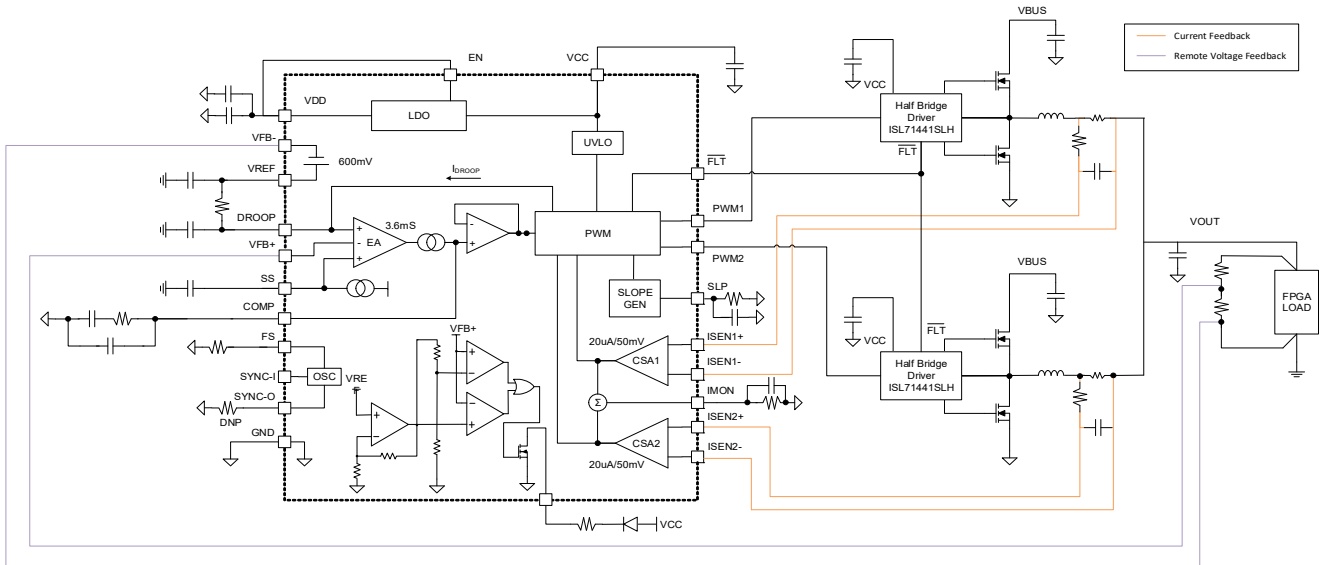 EN
VCC
VDD
LDO
VFB-
UVLO
600mV
VREF
IDROOP
DROOP
3.6mS
+
-
EA
+
-
+
PWM
VFB+
SS
COMP
SLOPE
GEN
FS
VFB+
SYNC-I
OSC
VRE
SYNC-O
DNP
GND
+
-
+
-
-
+
20uA/50mV
CSA1
+
-
Σ
CSA2
+
-
20uA/50mV
VCC
FLT
PWM1
PWM2
SLP
ISEN1+
ISEN1-
IMON
ISEN2+
ISEN2-
VBUS
VCC
Half Bridge
Driver
ISL71441SLH
FLT
VBUS
FLT
VCC
Half Bridge
Driver
ISL71441SLH
VOUT
FPGA
LOAD
Current Feedback
Remote Voltage Feedback